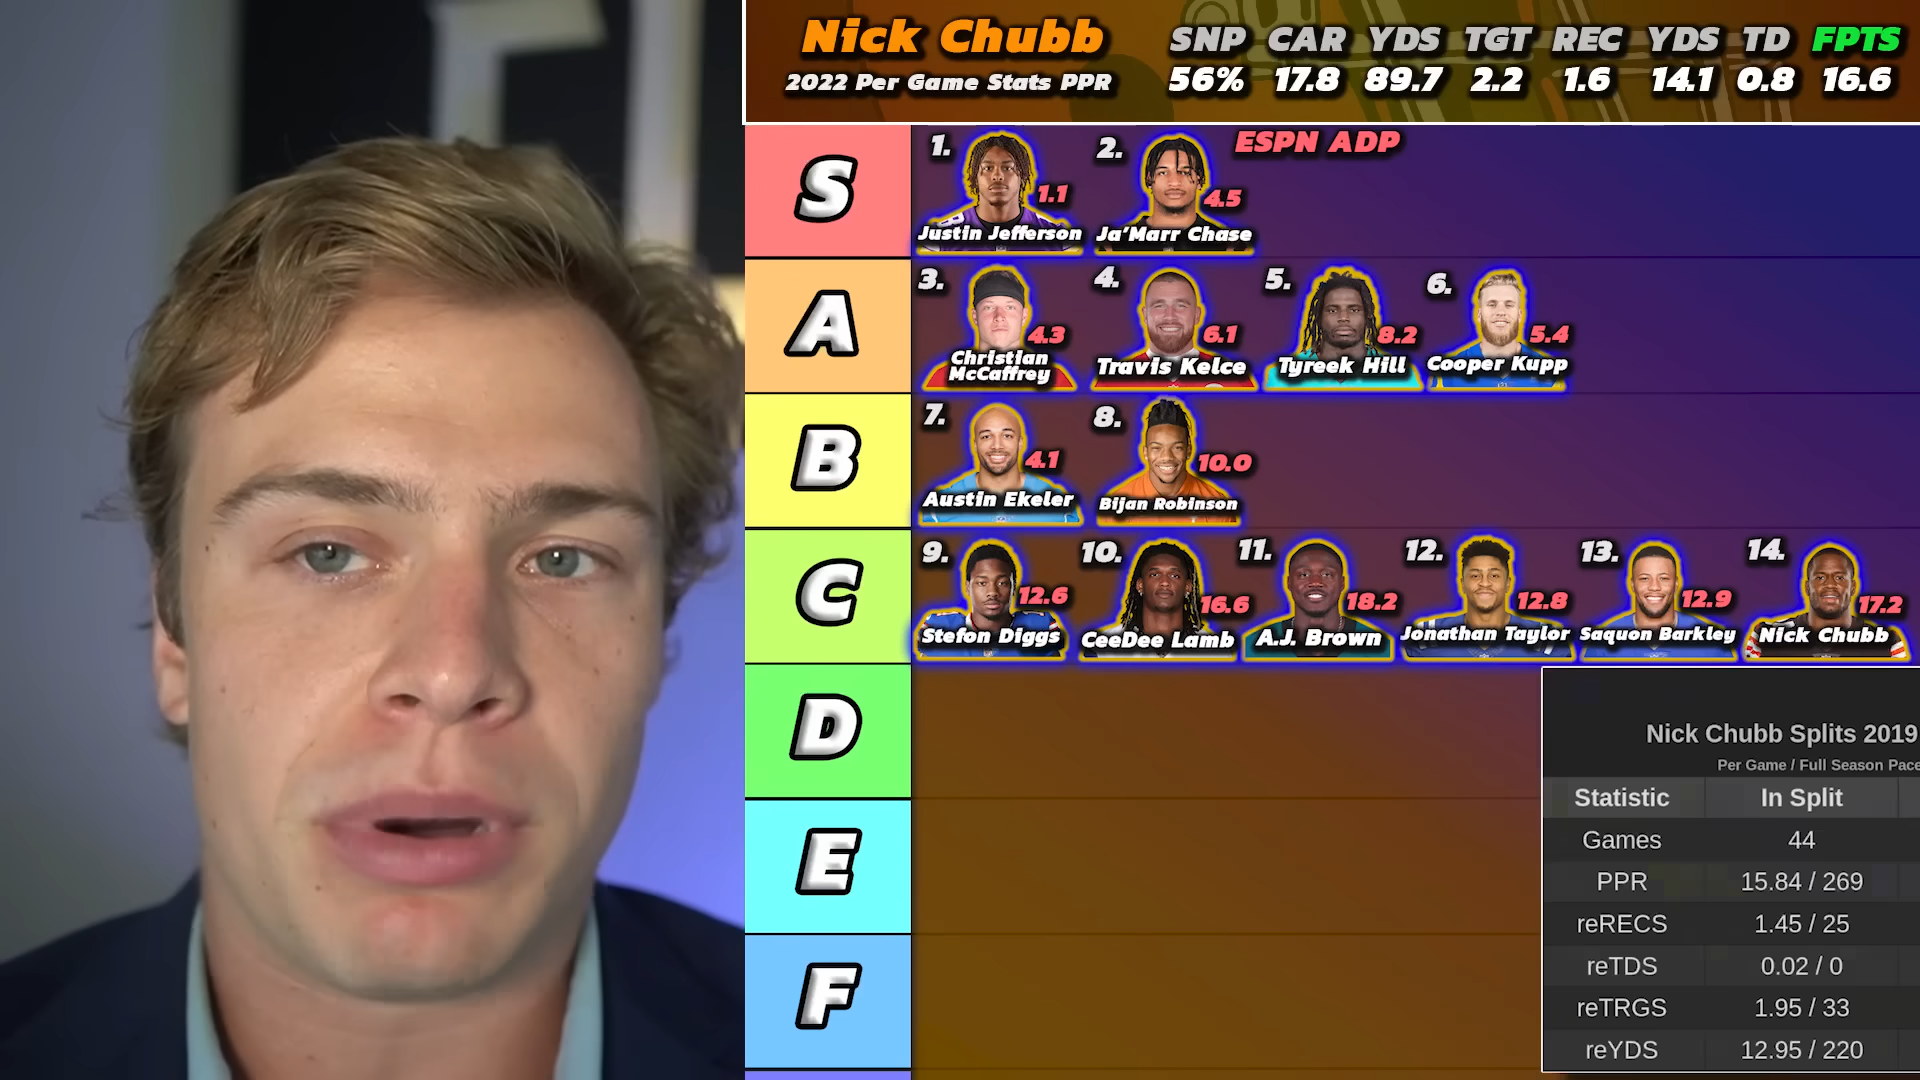 Nick Chubb
2022 Per Game Stats PPR
SNP CAR YDS TGT REC YDS TD FPTS
56% 17.8 89.7 2.2 1.6 14.1 0.8 16.6
S
1. 2. ESPN ADP
1.1 4.5
Justin Jefferson Ja'Marr Chase
A
3. 4. 5. 6.
4.3 6.1 8.2 5.4
Christian McCaffrey Travis Kelce Tyreek Hill Cooper Kupp
B
7. 8.
4.1 10.0
Austin Ekeler Bijan Robinson
C
9. 10. 11. 12. 13. 14.
12.6 16.6 18.2 12.8 12.9 17.2
Stefon Diggs CeeDee Lamb A.J. Brown Jonathan Taylor Saquon Barkley Nick Chubb
D
E
F
Nick Chubb Splits 2019
Per Game / Full Season Pace
Statistic In Split
Games 44
PPR 15.84 / 269
reRECS 1.45 / 25
reTDS 0.02 / 0
reTRGS 1.95 / 33
reYDS 12.95 / 220